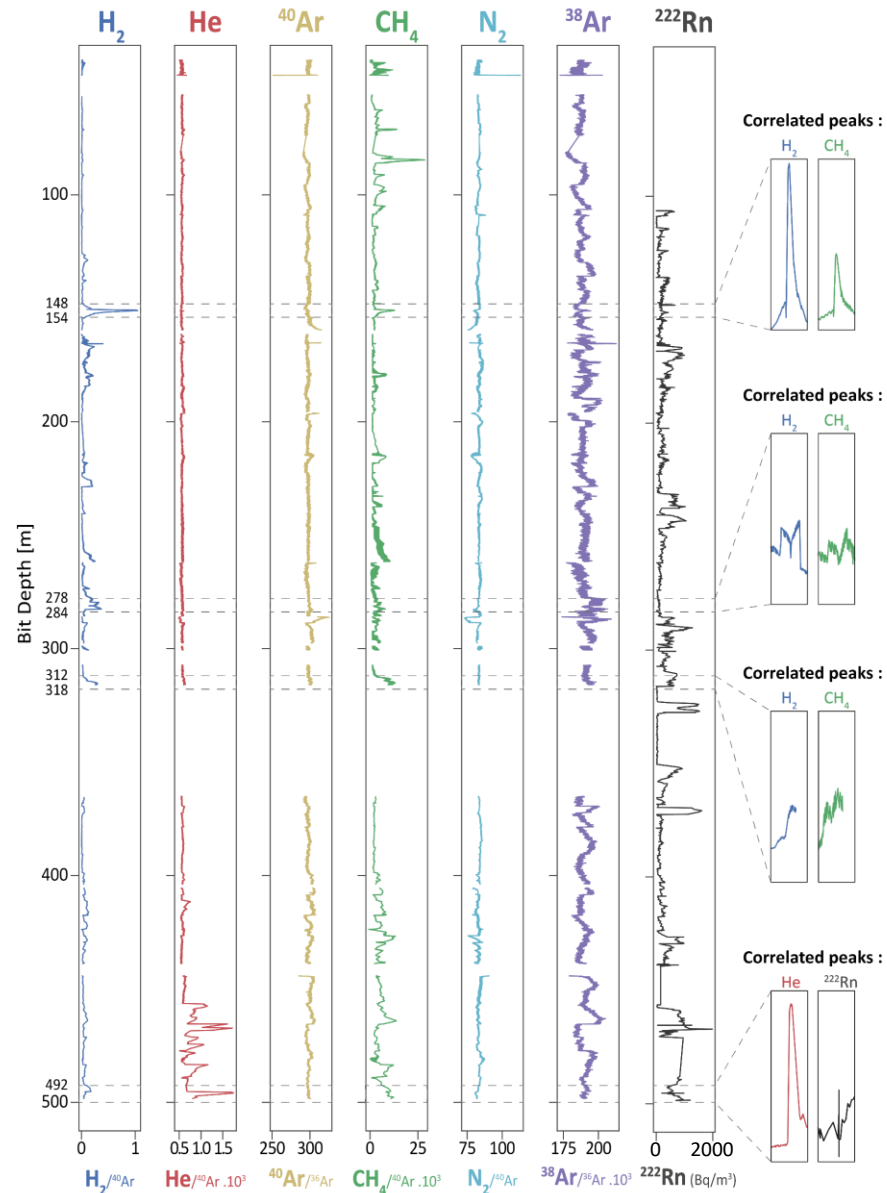 H₂ He ⁴⁰Ar CH₄ N₂ ³⁸Ar ²²²Rn
Correlated peaks :
H₂ CH₄
100
148
154
Correlated peaks :
H₂ CH₄
200
Bit Depth [m]
278
284
300
312
318
Correlated peaks :
H₂ CH₄
400
Correlated peaks :
He ²²²Rn
492
500
0 1 0.5 1.0 1.5 250 300 0 25 75 100 175 200 0 2000
H₂/⁴⁰Ar He/⁴⁰Ar .10³ ⁴⁰Ar/³⁶Ar CH₄/⁴⁰Ar .10³ N₂/⁴⁰Ar ³⁸Ar/³⁶Ar .10³ ²²²Rn (Bq/m³)